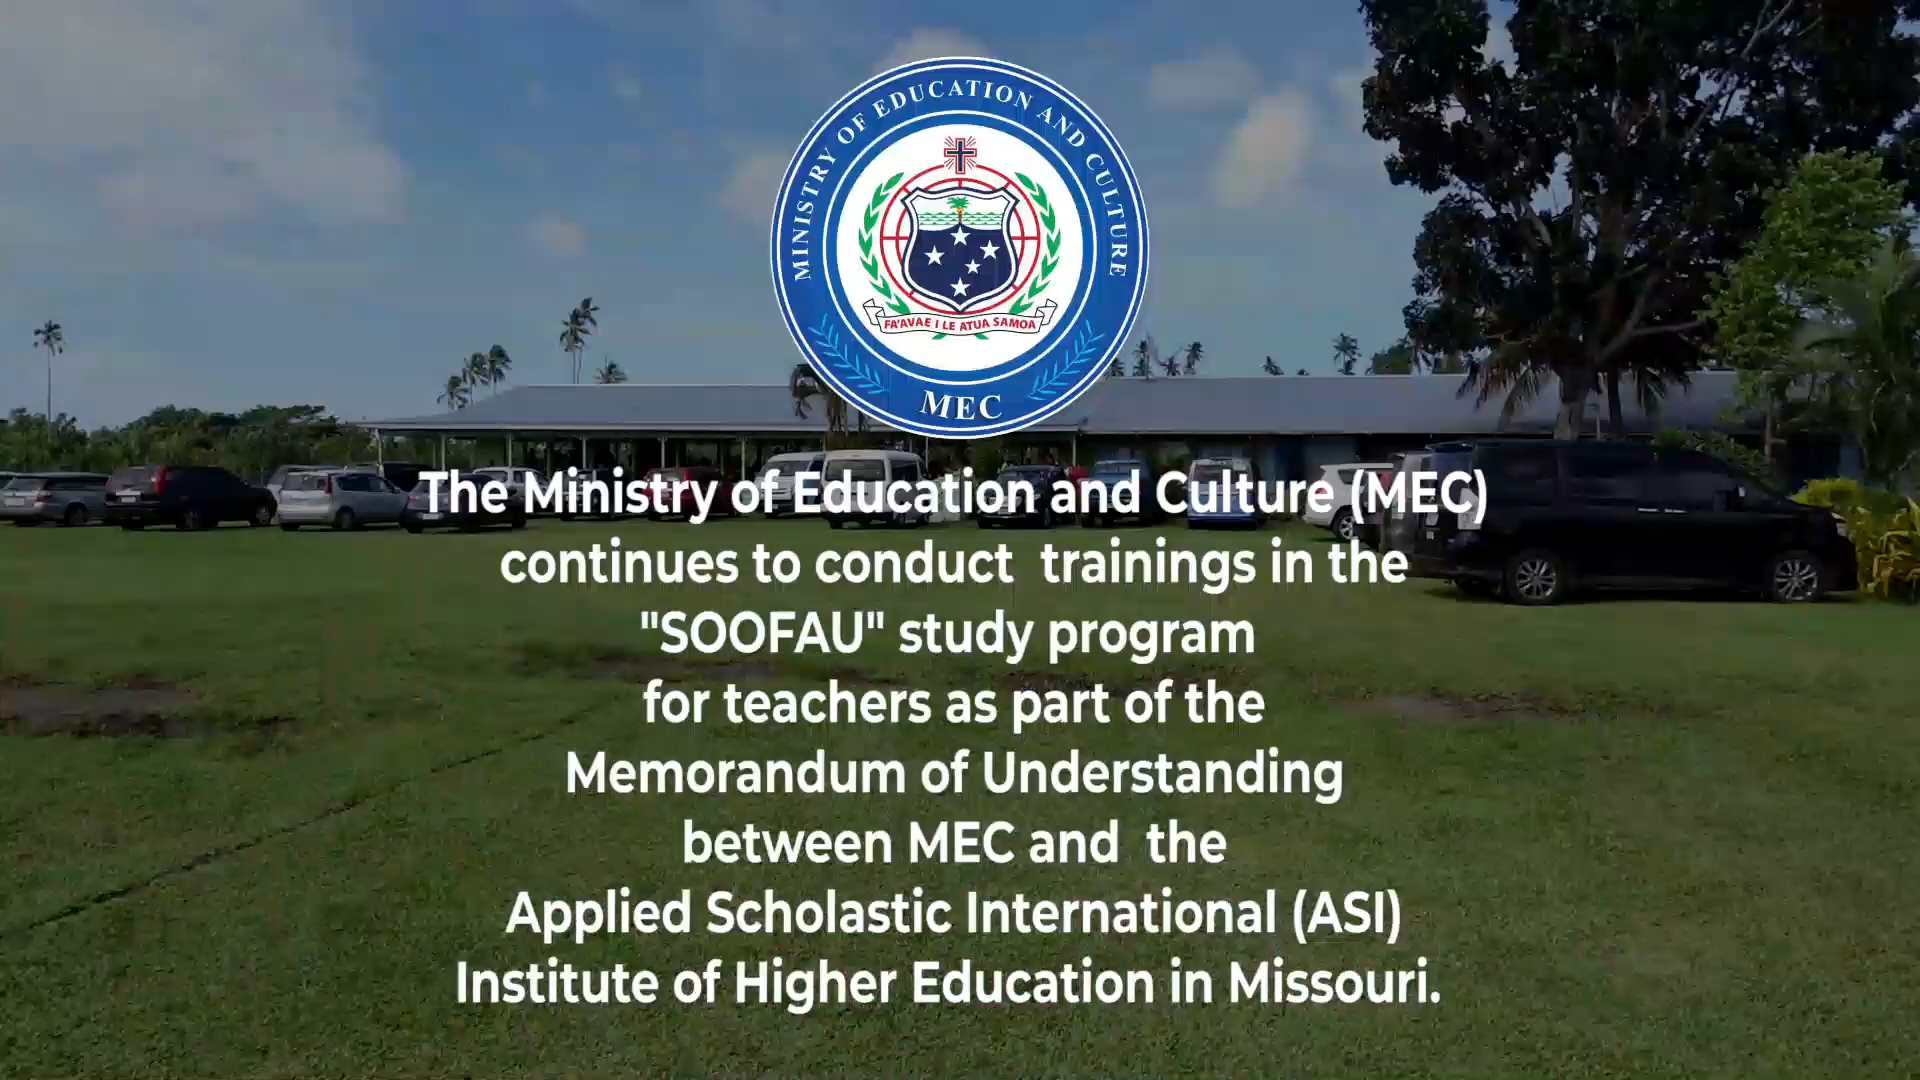 MINISTRY OF EDUCATION AND CULTURE
FA'AVAE I LE ATUA SAMOA
MEC
The Ministry of Education and Culture (MEC)
continues to conduct  trainings in the
"SOOFAU" study program
for teachers as part of the
Memorandum of Understanding
between MEC and  the
Applied Scholastic International (ASI)
Institute of Higher Education in Missouri.